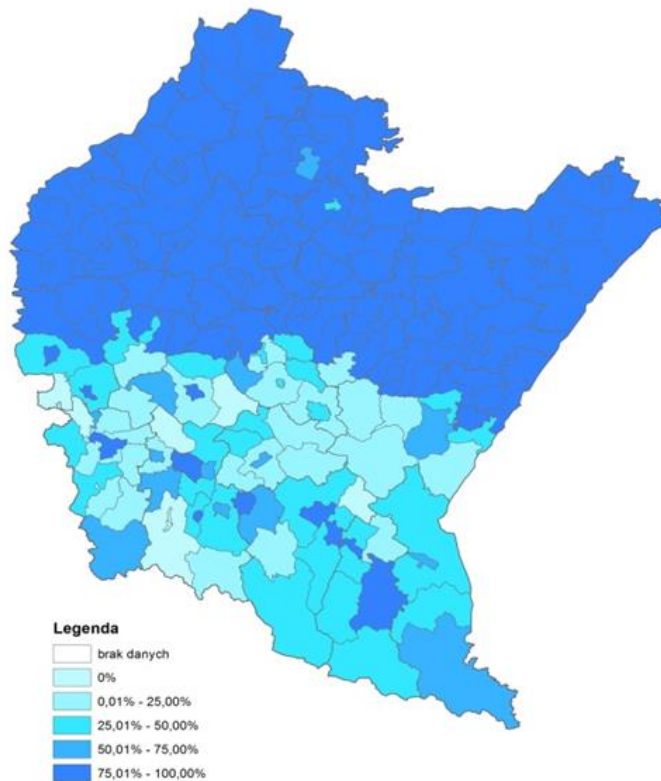 Legenda
brak danych
0%
0,01% - 25,00%
25,01% - 50,00%
50,01% - 75,00%
75,01% - 100,00%